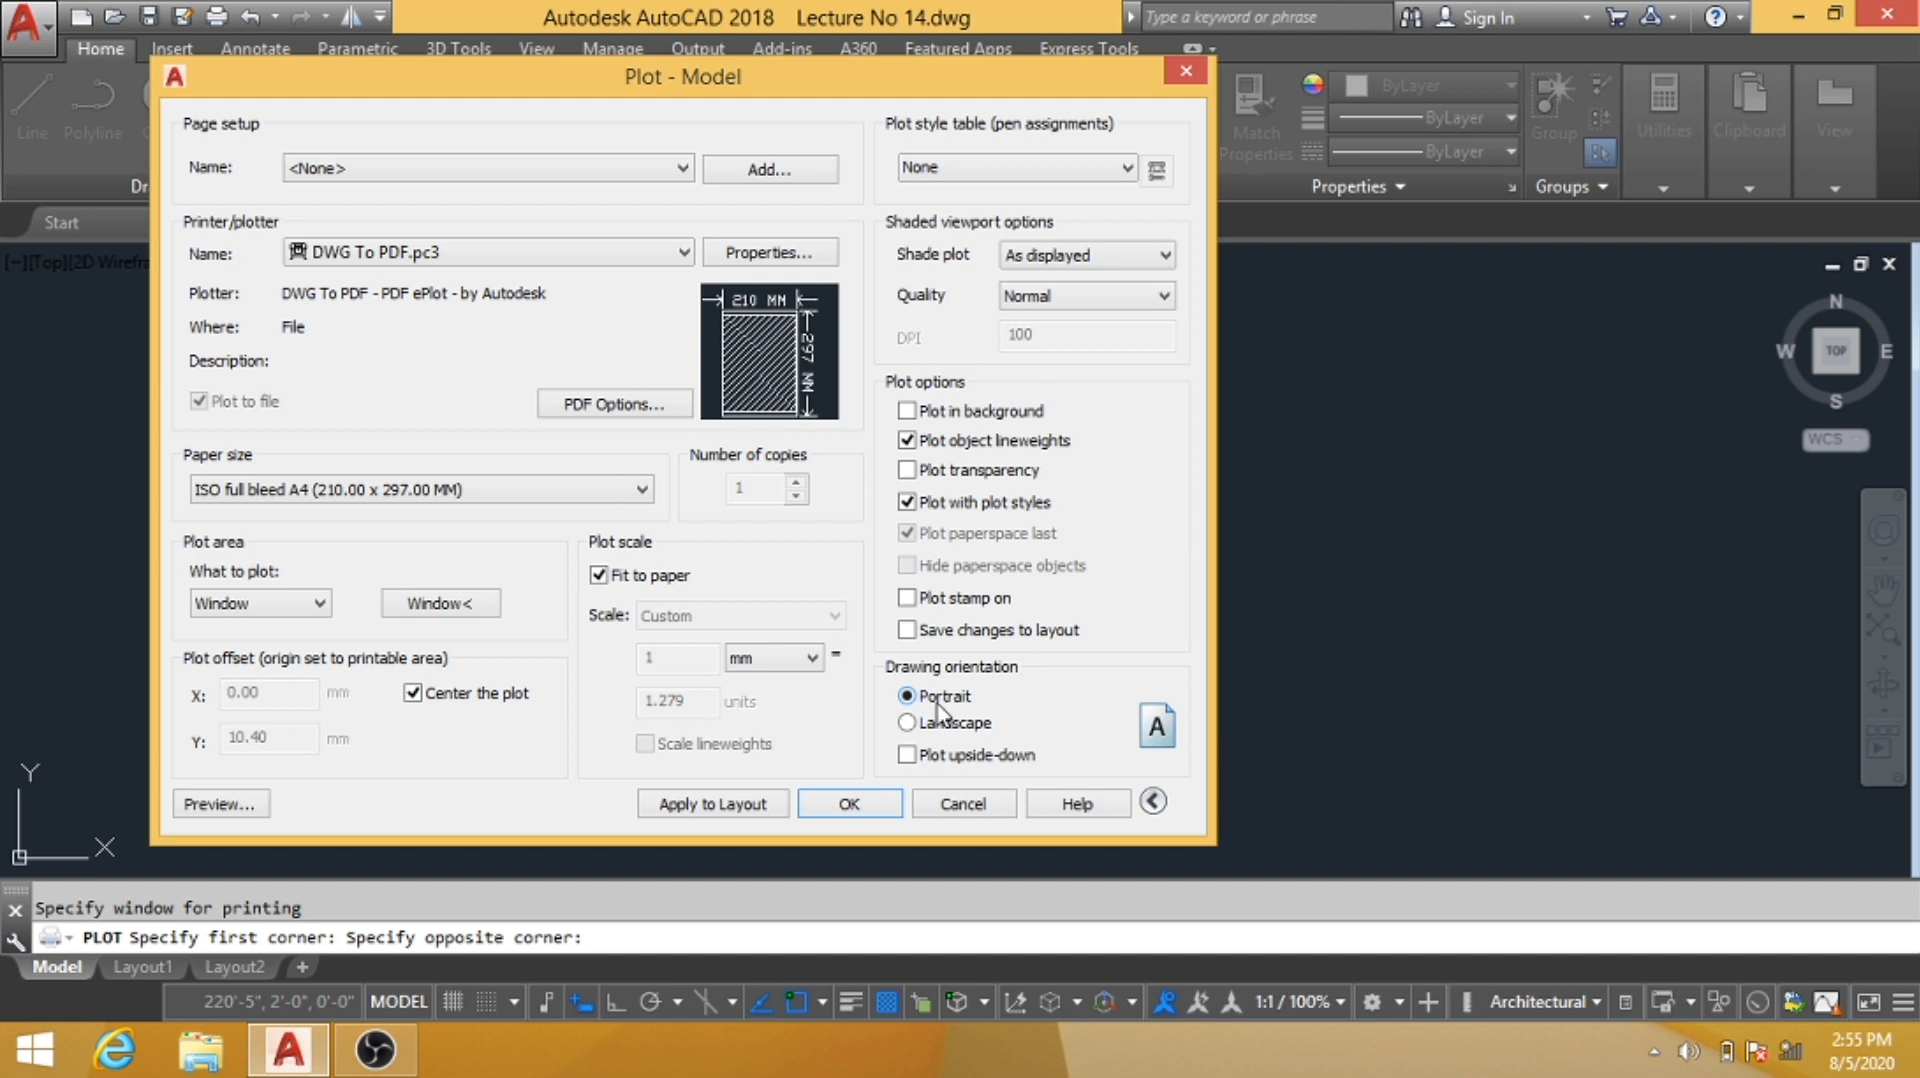 Autodesk AutoCAD 2018 Lecture No 14.dwg
Type a keyword or phrase
Sign In
Home Insert Annotate Parametric 3D Tools View Manage Output Add-ins A360 Featured Apps Express Tools
Plot - Model
Line Polyline
Match Properties
ByLayer
ByLayer
ByLayer
Group
Utilities
Clipboard
View
Properties
Groups
Start
[−][Top][2D Wirefra
Page setup
Name: <None>
Add...
Plot style table (pen assignments)
None
Printer/plotter
Name: DWG To PDF.pc3
Properties...
Plotter: DWG To PDF - PDF ePlot - by Autodesk
Where: File
Description:
Plot to file
PDF Options...
210 MM
297 MM
Shaded viewport options
Shade plot As displayed
Quality Normal
DPI 100
Paper size
ISO full bleed A4 (210.00 x 297.00 MM)
Number of copies
1
Plot options
Plot in background
Plot object lineweights
Plot transparency
Plot with plot styles
Plot paperspace last
Hide paperspace objects
Plot stamp on
Save changes to layout
Plot area
What to plot:
Window
Window<
Plot scale
Fit to paper
Scale: Custom
1 mm =
1.279 units
Scale lineweights
Plot offset (origin set to printable area)
X: 0.00 mm
Center the plot
Y: 10.40 mm
Drawing orientation
Portrait
Landscape
Plot upside-down
A
Preview...
Apply to Layout
OK
Cancel
Help
N
W TOP E
S
WCS
Y
X
Specify window for printing
PLOT Specify first corner: Specify opposite corner:
Model Layout1 Layout2 +
220'-5", 2'-0", 0'-0" MODEL
1:1 / 100%
Architectural
2:55 PM
8/5/2020